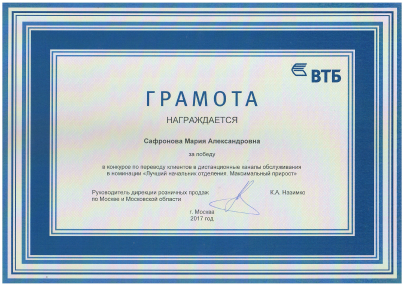 ВТБ
ГРАМОТА
НАГРАЖДАЕТСЯ
Сафронова Мария Александровна
за победу
в конкурсе по переводу клиентов в дистанционные каналы обслуживания
в номинации «Лучший начальник отделения. Максимальный прирост»
Руководитель дирекции розничных продаж К.А. Нозимко
по Москве и Московской области
г. Москва
2017 год